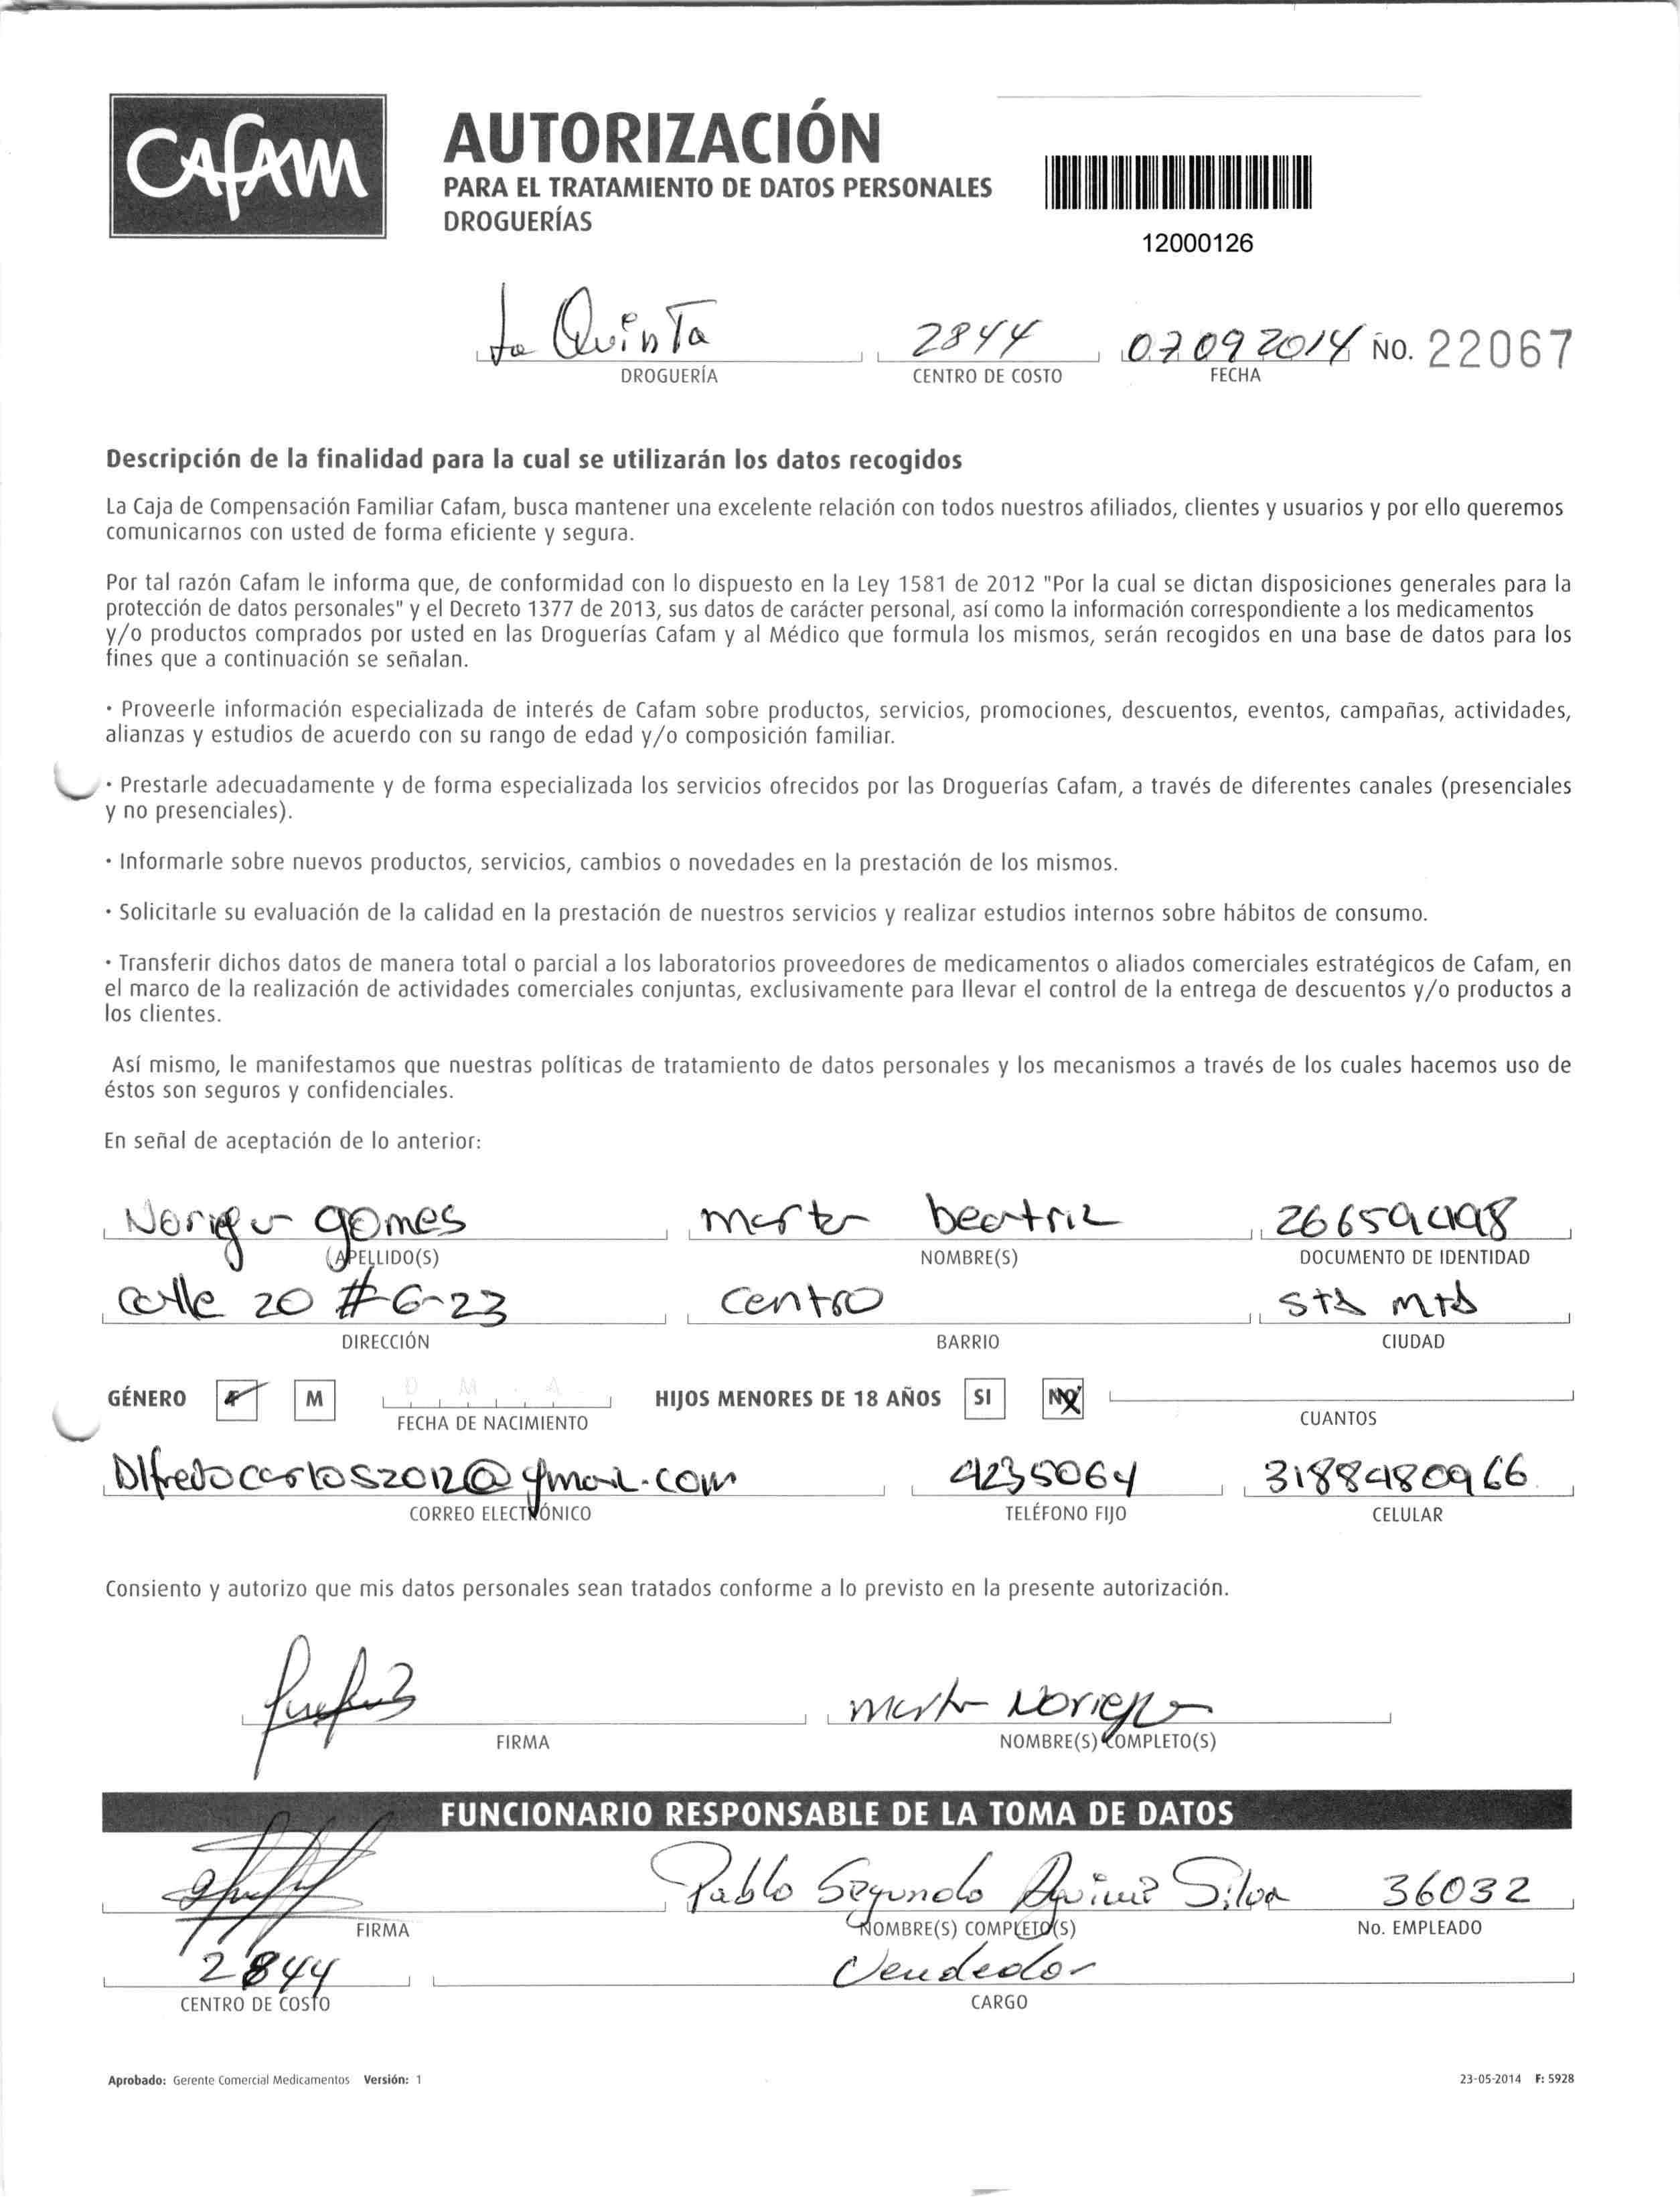 CAFAM
AUTORIZACIÓN
PARA EL TRATAMIENTO DE DATOS PERSONALES
DROGUERÍAS
12000126
La Quinta 2844 07 09 2014 NO. 22067
DROGUERÍA CENTRO DE COSTO FECHA
Descripción de la finalidad para la cual se utilizarán los datos recogidos
La Caja de Compensación Familiar Cafam, busca mantener una excelente relación con todos nuestros afiliados, clientes y usuarios y por ello queremos
comunicarnos con usted de forma eficiente y segura.
Por tal razón Cafam le informa que, de conformidad con lo dispuesto en la Ley 1581 de 2012 "Por la cual se dictan disposiciones generales para la
protección de datos personales" y el Decreto 1377 de 2013, sus datos de carácter personal, así como la información correspondiente a los medicamentos
y/o productos comprados por usted en las Droguerías Cafam y al Médico que formula los mismos, serán recogidos en una base de datos para los
fines que a continuación se señalan.
· Proveerle información especializada de interés de Cafam sobre productos, servicios, promociones, descuentos, eventos, campañas, actividades,
alianzas y estudios de acuerdo con su rango de edad y/o composición familiar.
· Prestarle adecuadamente y de forma especializada los servicios ofrecidos por las Droguerías Cafam, a través de diferentes canales (presenciales
y no presenciales).
· Informarle sobre nuevos productos, servicios, cambios o novedades en la prestación de los mismos.
· Solicitarle su evaluación de la calidad en la prestación de nuestros servicios y realizar estudios internos sobre hábitos de consumo.
· Transferir dichos datos de manera total o parcial a los laboratorios proveedores de medicamentos o aliados comerciales estratégicos de Cafam, en
el marco de la realización de actividades comerciales conjuntas, exclusivamente para llevar el control de la entrega de descuentos y/o productos a
los clientes.
Así mismo, le manifestamos que nuestras políticas de tratamiento de datos personales y los mecanismos a través de los cuales hacemos uso de
éstos son seguros y confidenciales.
En señal de aceptación de lo anterior:
Noriega gomes marta beatriz
APELLIDO(S) NOMBRE(S) DOCUMENTO DE IDENTIDAD
calle 20 #6-23 centro sta mta
DIRECCIÓN BARRIO CIUDAD
GÉNERO F M D M A HIJOS MENORES DE 18 AÑOS SI NO
FECHA DE NACIMIENTO CUANTOS
Alfredocarlos2012@gmail.com 4235064 3188480966
CORREO ELECTRÓNICO TELÉFONO FIJO CELULAR
Consiento y autorizo que mis datos personales sean tratados conforme a lo previsto en la presente autorización.
marta Noriega
FIRMA NOMBRE(S) COMPLETO(S)
FUNCIONARIO RESPONSABLE DE LA TOMA DE DATOS
Pablo Segundo Silva 36032
FIRMA NOMBRE(S) COMPLETO(S) No. EMPLEADO
2844 Vendedor
CENTRO DE COSTO CARGO
Aprobado: Gerente Comercial Medicamentos Versión: 1 23-05-2014 F: 5928